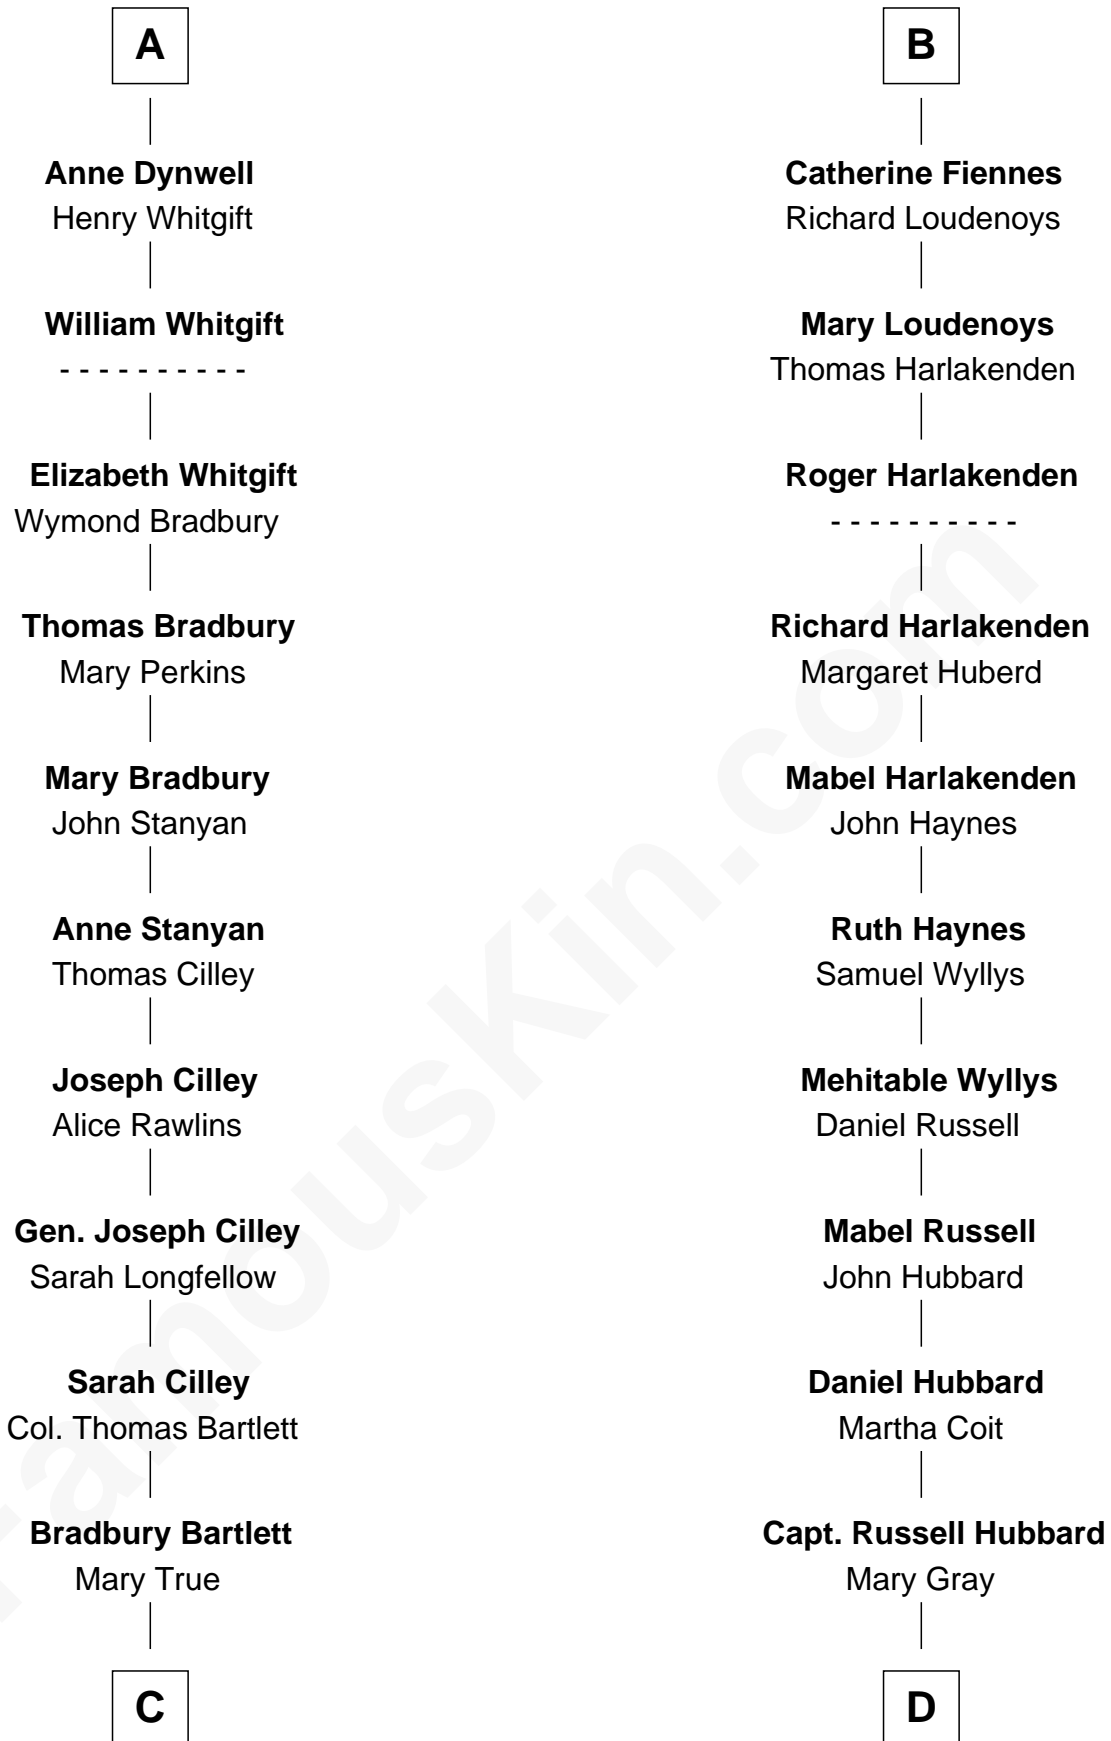 A
Anne Dynwell
Henry Whitgift
William Whitgift
- - - - - - - - - -
Elizabeth Whitgift
Wymond Bradbury
Thomas Bradbury
Mary Perkins
Mary Bradbury
John Stanyan
Anne Stanyan
Thomas Cilley
Joseph Cilley
Alice Rawlins
Gen. Joseph Cilley
Sarah Longfellow
Sarah Cilley
Col. Thomas Bartlett
Bradbury Bartlett
Mary True
C
B
Catherine Fiennes
Richard Loudenoys
Mary Loudenoys
Thomas Harlakenden
Roger Harlakenden
- - - - - - - - - -
Richard Harlakenden
Margaret Huberd
Mabel Harlakenden
John Haynes
Ruth Haynes
Samuel Wyllys
Mehitable Wyllys
Daniel Russell
Mabel Russell
John Hubbard
Daniel Hubbard
Martha Coit
Capt. Russell Hubbard
Mary Gray
D
FamousKin.com